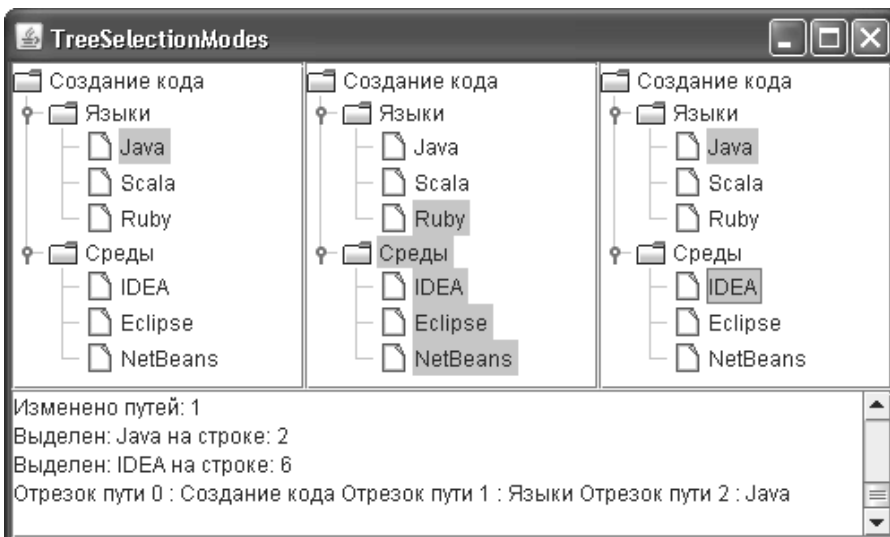 TreeSelectionModes
Создание кода
Языки
Java
Scala
Ruby
Среды
IDEA
Eclipse
NetBeans
Создание кода
Языки
Java
Scala
Ruby
Среды
IDEA
Eclipse
NetBeans
Создание кода
Языки
Java
Scala
Ruby
Среды
IDEA
Eclipse
NetBeans
Изменено путей: 1
Выделен: Java на строке: 2
Выделен: IDEA на строке: 6
Отрезок пути 0 : Создание кода Отрезок пути 1 : Языки Отрезок пути 2 : Java